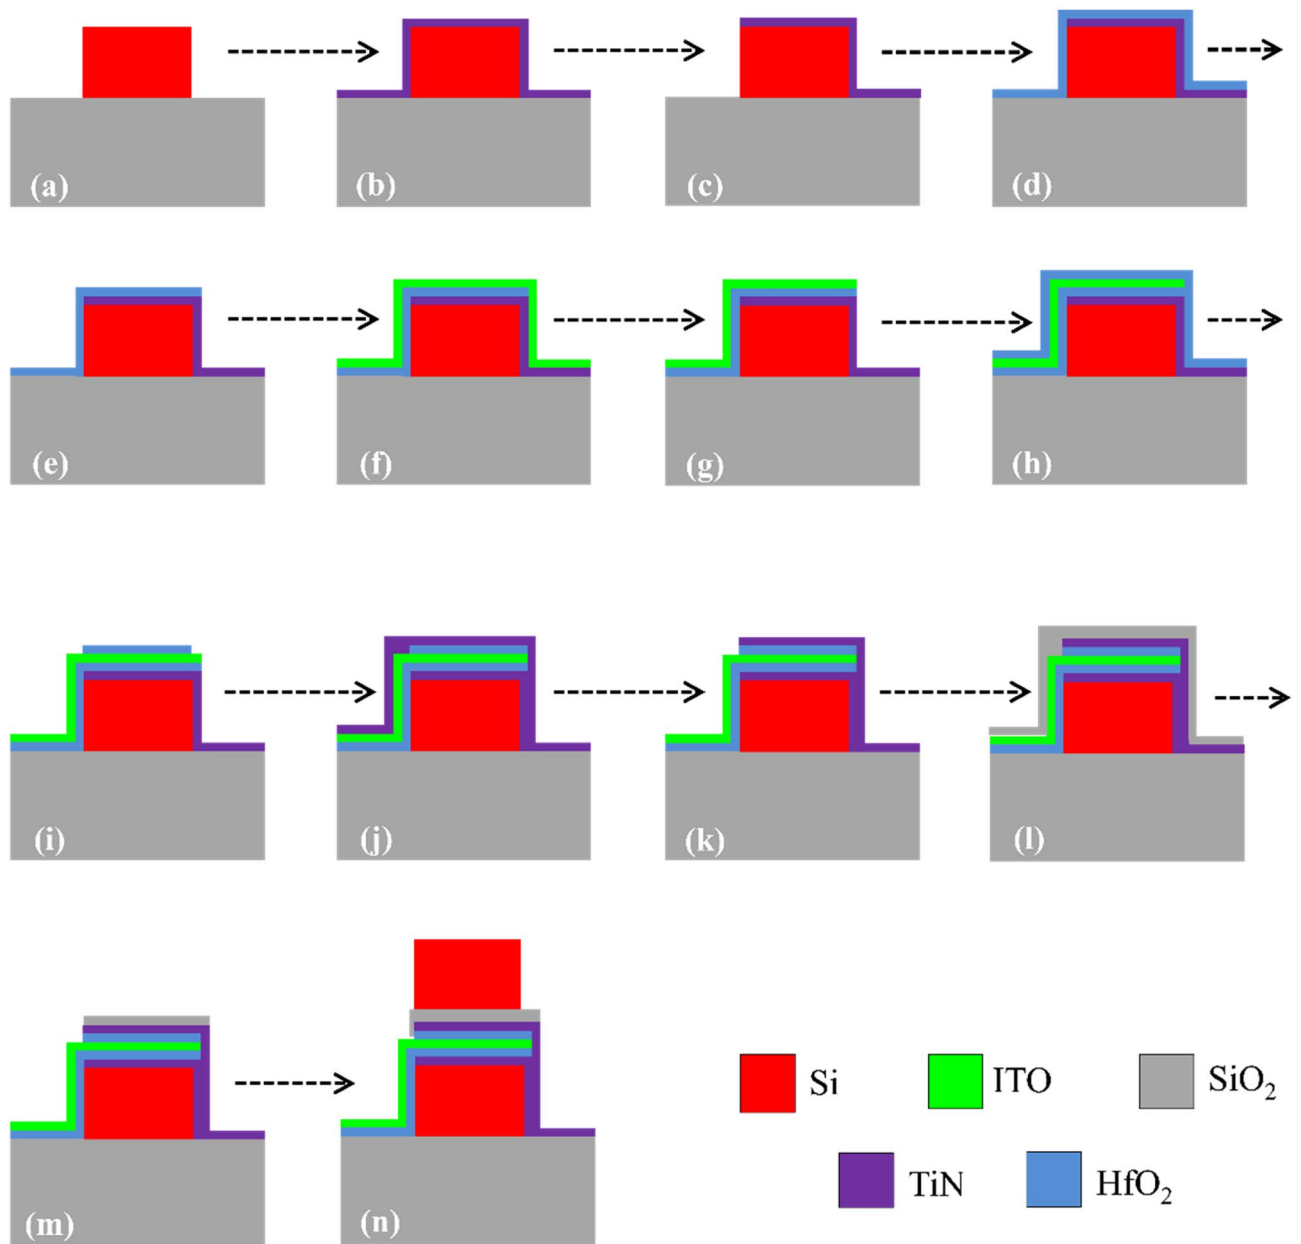 (a) (b) (c) (d)
(e) (f) (g) (h)
(i) (j) (k) (l)
(m) (n)
Si ITO SiO₂
TiN HfO₂